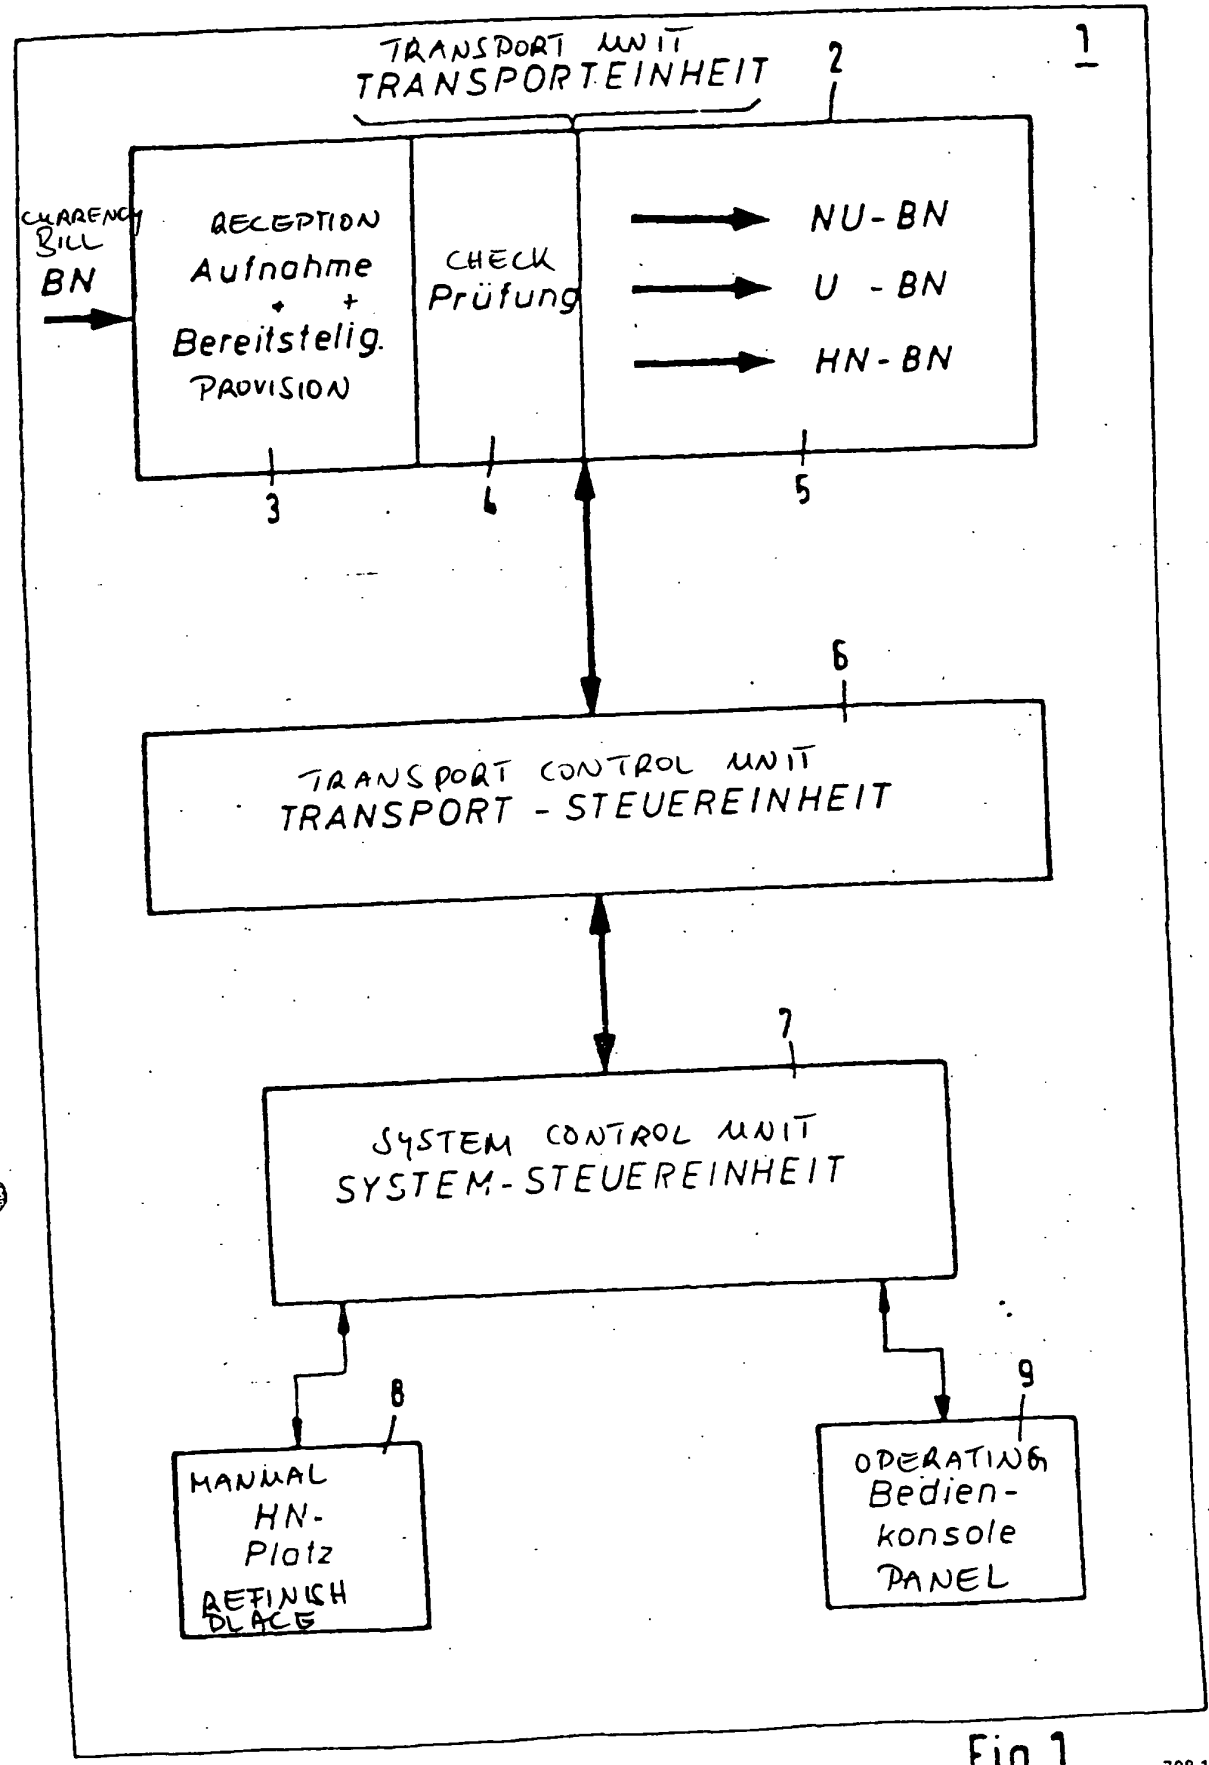 1
TRANSPORT UNIT
TRANSPORTEINHEIT
2
CURRENCY
BILL
BN
RECEPTION
Aufnahme
+ +
Bereitstellg.
PROVISION
CHECK
Prüfung
NU-BN
U - BN
HN-BN
3
4
5
6
TRANSPORT CONTROL UNIT
TRANSPORT - STEUEREINHEIT
7
SYSTEM CONTROL UNIT
SYSTEM-STEUEREINHEIT
8
MANUAL
HN-
Platz
REFINISH
PLACE
9
OPERATING
Bedien-
konsole
PANEL
Fig 1